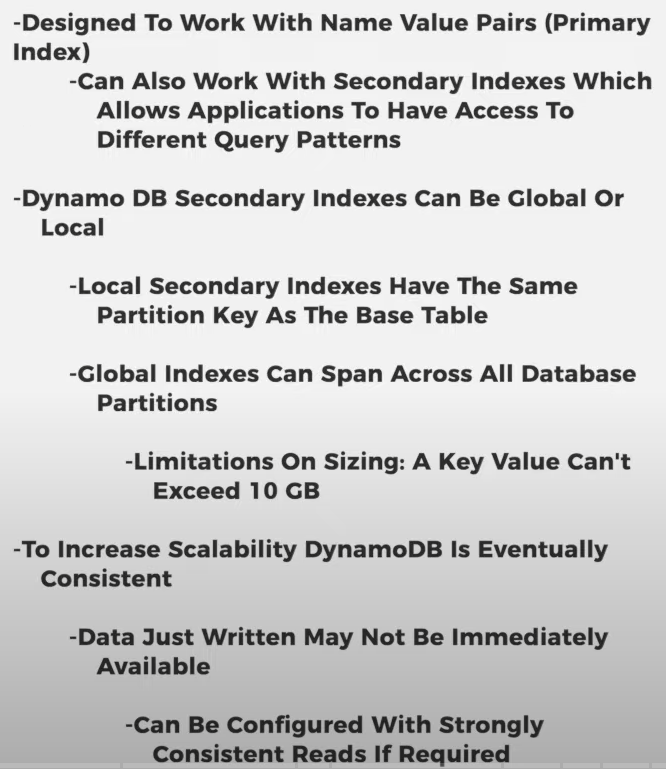 -Designed To Work With Name Value Pairs (Primary
Index)
-Can Also Work With Secondary Indexes Which
Allows Applications To Have Access To
Different Query Patterns
-Dynamo DB Secondary Indexes Can Be Global Or
Local
-Local Secondary Indexes Have The Same
Partition Key As The Base Table
-Global Indexes Can Span Across All Database
Partitions
-Limitations On Sizing: A Key Value Can't
Exceed 10 GB
-To Increase Scalability DynamoDB Is Eventually
Consistent
-Data Just Written May Not Be Immediately
Available
-Can Be Configured With Strongly
Consistent Reads If Required